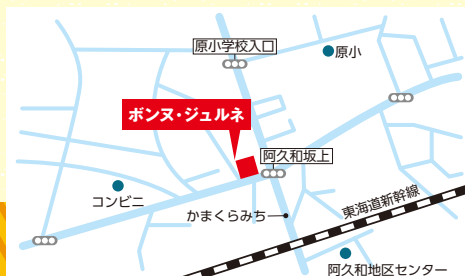 原小学校入口
原小
ボンヌ・ジュルネ
阿久和坂上
コンビニ
かまくらみち
東海道新幹線
阿久和地区センター